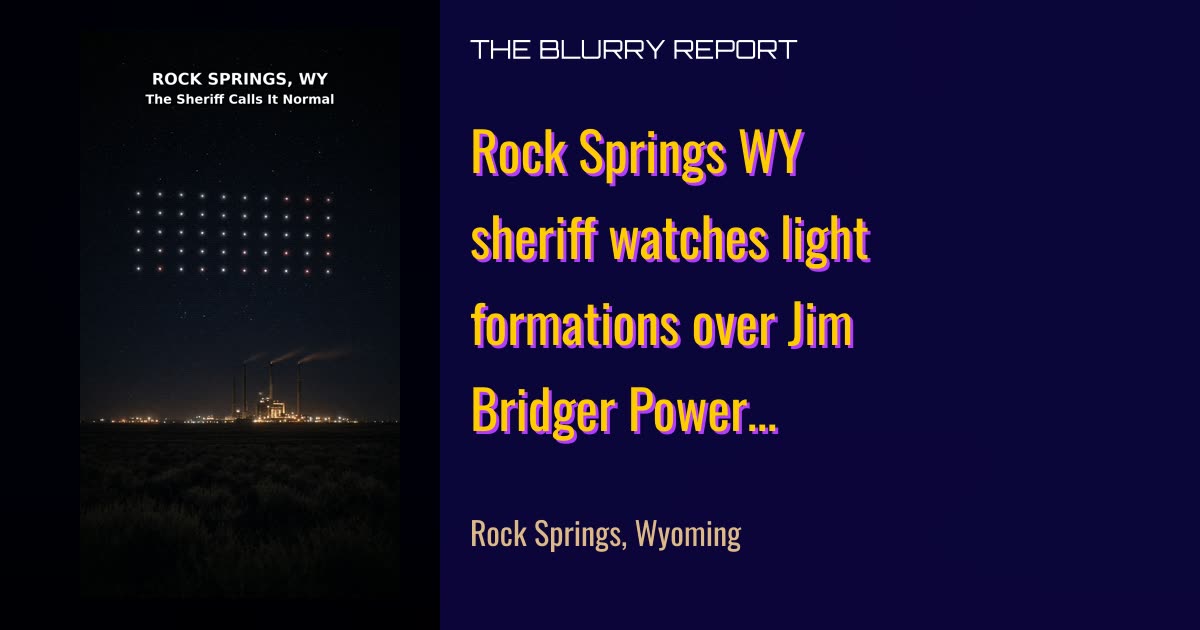 ROCK SPRINGS, WY
The Sheriff Calls It Normal
THE BLURRY REPORT
Rock Springs WY
sheriff watches light
formations over Jim
Bridger Power...
Rock Springs, Wyoming